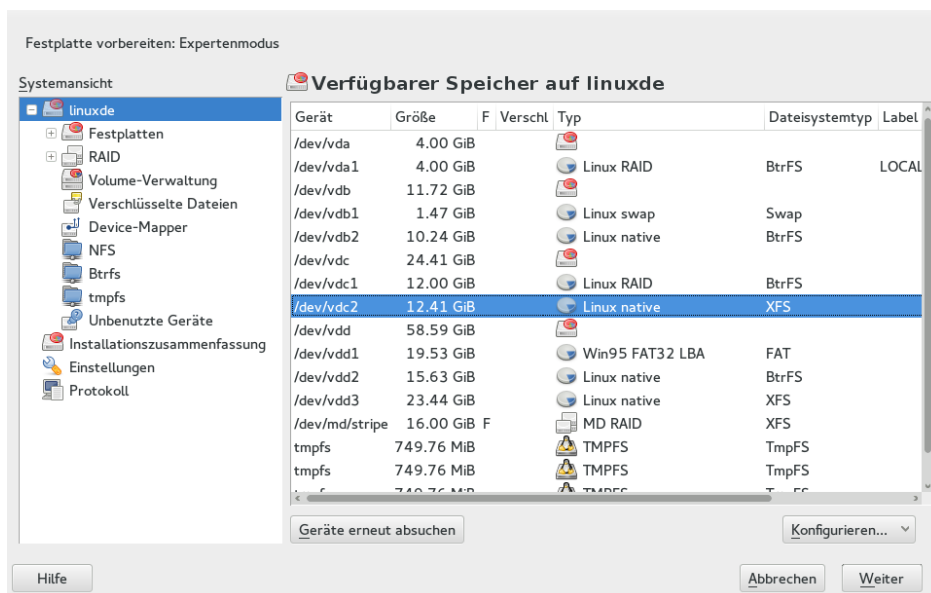 Festplatte vorbereiten: Expertenmodus
Systemansicht
linuxde
Festplatten
RAID
Volume-Verwaltung
Verschlüsselte Dateien
Device-Mapper
NFS
Btrfs
tmpfs
Unbenutzte Geräte
Installationszusammenfassung
Einstellungen
Protokoll
Verfügbarer Speicher auf linuxde
Gerät Größe F Verschl Typ Dateisystemtyp Label
/dev/vda 4.00 GiB
/dev/vda1 4.00 GiB Linux RAID BtrFS LOCAL
/dev/vdb 11.72 GiB
/dev/vdb1 1.47 GiB Linux swap Swap
/dev/vdb2 10.24 GiB Linux native BtrFS
/dev/vdc 24.41 GiB
/dev/vdc1 12.00 GiB Linux RAID BtrFS
/dev/vdc2 12.41 GiB Linux native XFS
/dev/vdd 58.59 GiB
/dev/vdd1 19.53 GiB Win95 FAT32 LBA FAT
/dev/vdd2 15.63 GiB Linux native BtrFS
/dev/vdd3 23.44 GiB Linux native XFS
/dev/md/stripe 16.00 GiB F MD RAID XFS
tmpfs 749.76 MiB TMPFS TmpFS
tmpfs 749.76 MiB TMPFS TmpFS
Geräte erneut absuchen
Konfigurieren...
Hilfe
Abbrechen
Weiter